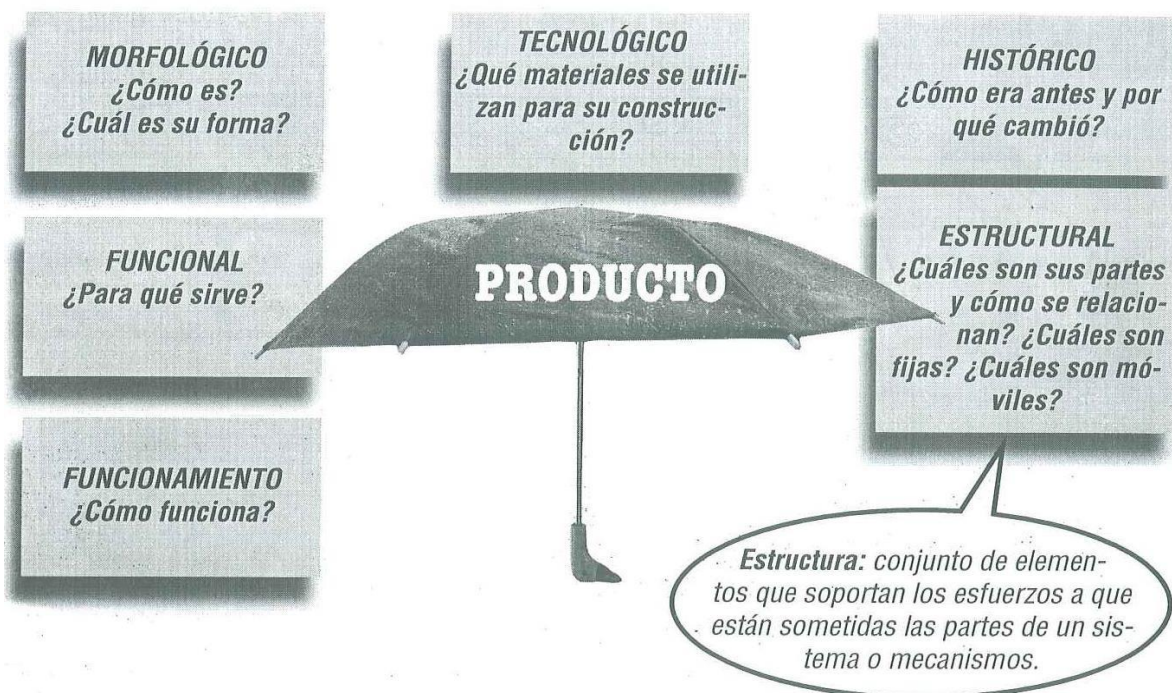 MORFOLÓGICO
¿Cómo es?
¿Cuál es su forma?
TECNOLÓGICO
¿Qué materiales se utili-
zan para su construc-
ción?
HISTÓRICO
¿Cómo era antes y por
qué cambió?
FUNCIONAL
¿Para qué sirve?
PRODUCTO
ESTRUCTURAL
¿Cuáles son sus partes
y cómo se relacio-
nan? ¿Cuáles son
fijas? ¿Cuáles son mó-
viles?
FUNCIONAMIENTO
¿Cómo funciona?
Estructura: conjunto de elemen-
tos que soportan los esfuerzos a que
están sometidas las partes de un sis-
tema o mecanismos.